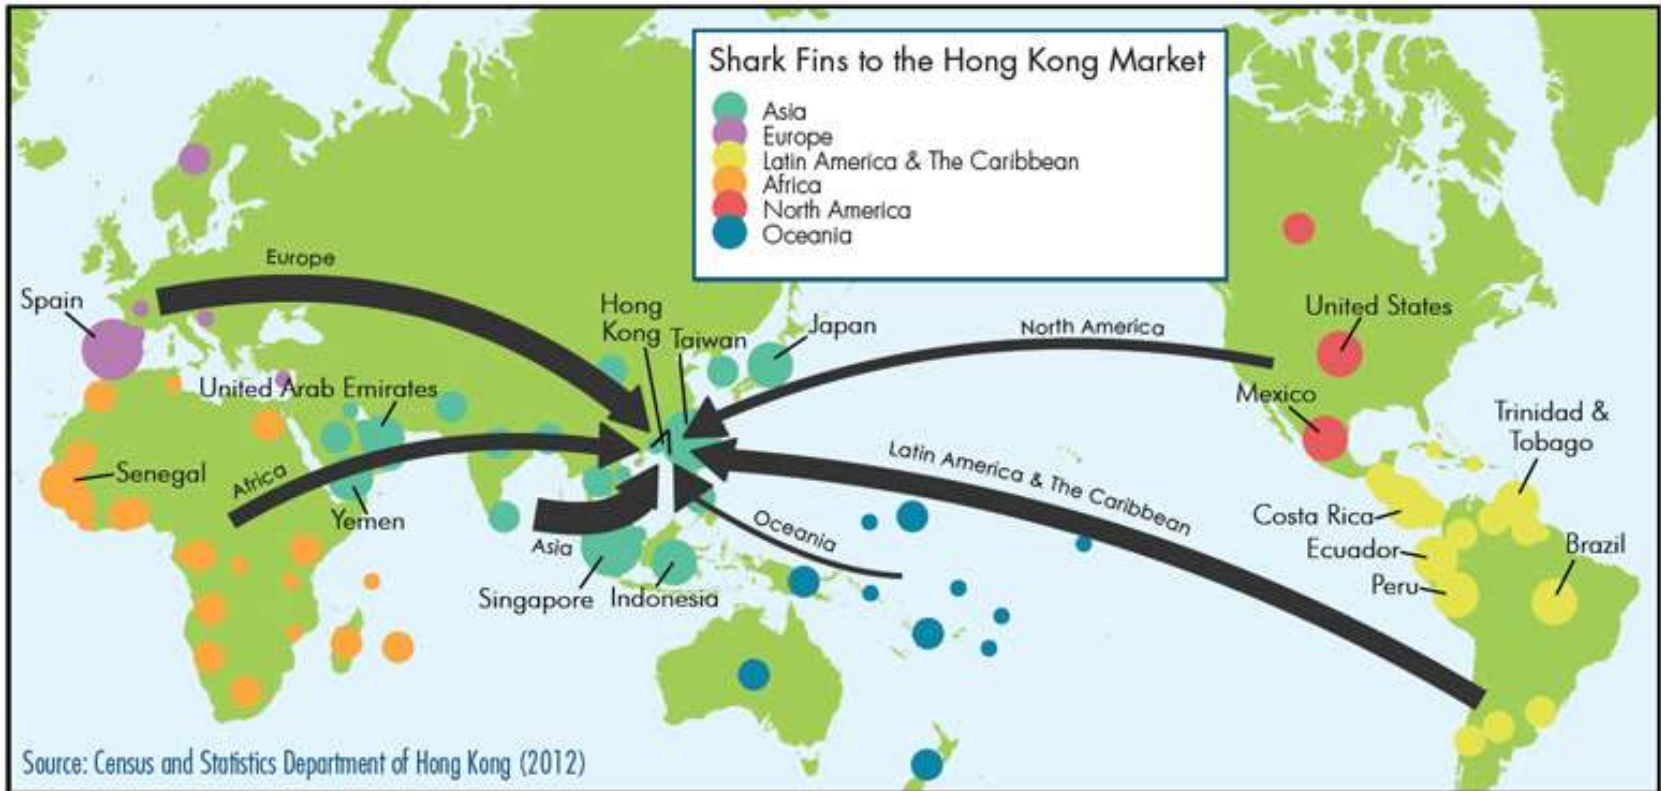 Shark Fins to the Hong Kong Market
Asia
Europe
Latin America & The Caribbean
Africa
North America
Oceania
Europe
Spain
Hong
Kong
Taiwan
Japan
North America
United States
United Arab Emirates
Mexico
Trinidad &
Tobago
Senegal
Africa
Yemen
Latin America & The Caribbean
Costa Rica
Oceania
Asia
Ecuador
Brazil
Peru
Singapore
Indonesia
Source: Census and Statistics Department of Hong Kong (2012)